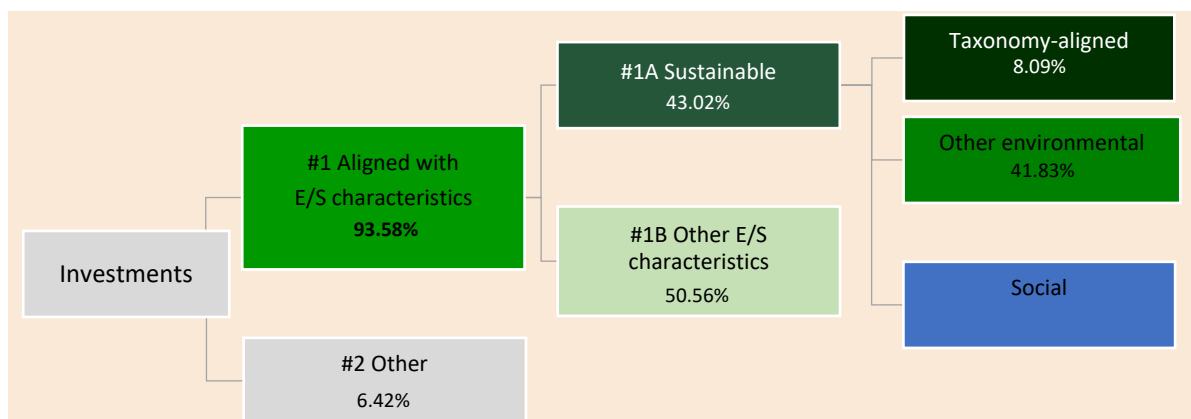 Investments
#1 Aligned with
E/S characteristics
93.58%
#2 Other
6.42%
#1A Sustainable
43.02%
#1B Other E/S
characteristics
50.56%
Taxonomy-aligned
8.09%
Other environmental
41.83%
Social